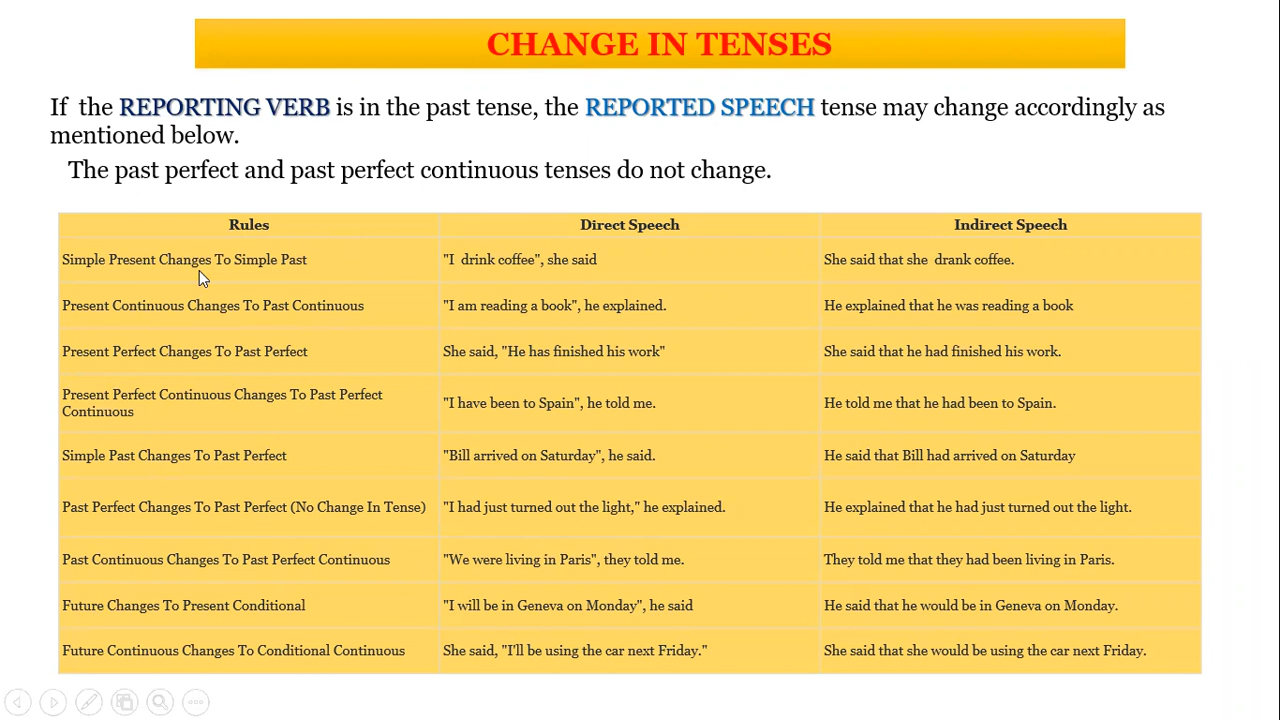 CHANGE IN TENSES
If the REPORTING VERB is in the past tense, the REPORTED SPEECH tense may change accordingly as
mentioned below.
The past perfect and past perfect continuous tenses do not change.
Rules Direct Speech Indirect Speech
Simple Present Changes To Simple Past "I drink coffee", she said She said that she drank coffee.
Present Continuous Changes To Past Continuous "I am reading a book", he explained. He explained that he was reading a book
Present Perfect Changes To Past Perfect She said, "He has finished his work" She said that he had finished his work.
Present Perfect Continuous Changes To Past Perfect
Continuous "I have been to Spain", he told me. He told me that he had been to Spain.
Simple Past Changes To Past Perfect "Bill arrived on Saturday", he said. He said that Bill had arrived on Saturday
Past Perfect Changes To Past Perfect (No Change In Tense) "I had just turned out the light," he explained. He explained that he had just turned out the light.
Past Continuous Changes To Past Perfect Continuous "We were living in Paris", they told me. They told me that they had been living in Paris.
Future Changes To Present Conditional "I will be in Geneva on Monday", he said He said that he would be in Geneva on Monday.
Future Continuous Changes To Conditional Continuous She said, "I'll be using the car next Friday." She said that she would be using the car next Friday.